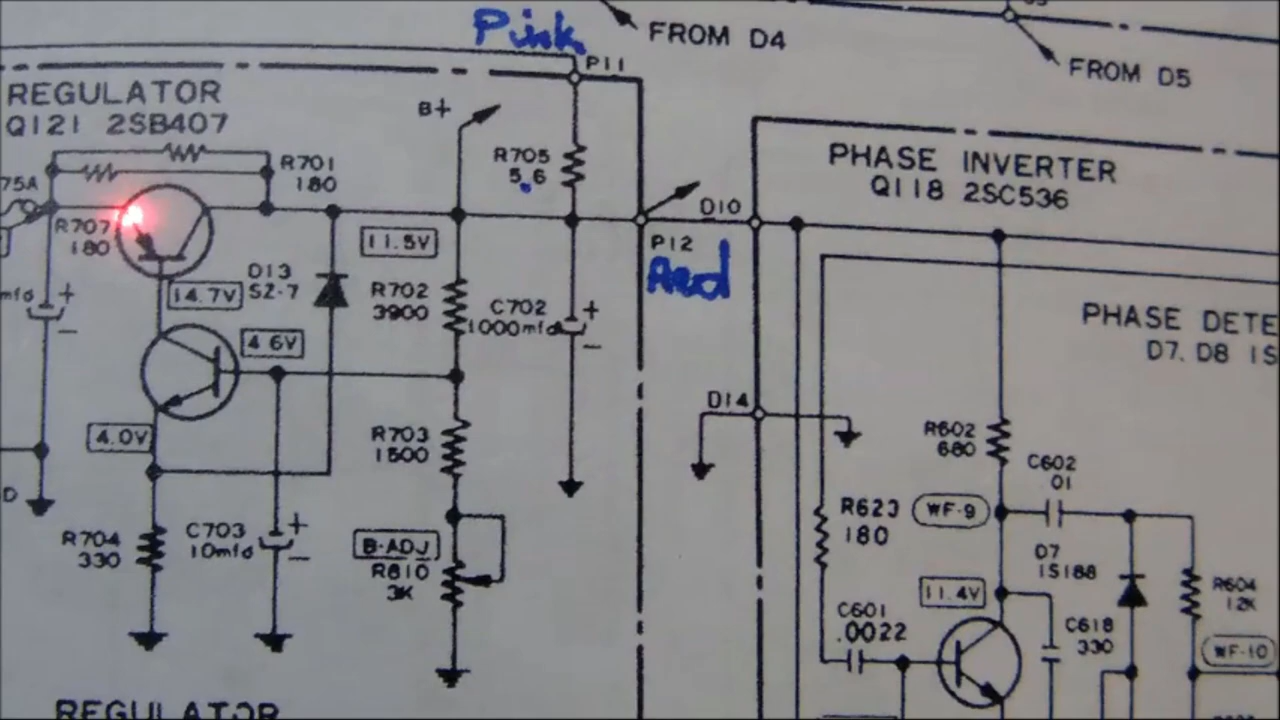 Pink
FROM D4
FROM D5
P11
REGULATOR
Q121 2SB407
B+
R705
5.6
PHASE INVERTER
Q118 2SC536
R701
180
75A
R707
180
11.5V
D10
P12
Red
D13
SZ-7
14.7V
R702
3900
C702
1000mfd
mfd
+
-
+
-
4.6V
PHASE DETE
D7. D8 1S
D14
4.0V
R703
1500
R602
680
C602
.01
R704
330
C703
10mfd
+
-
B-ADJ
R810
3K
R623
180
WF-9
D7
1S188
R604
12K
11.4V
C601
.0022
C618
330
WF-10
D
REGULATOR